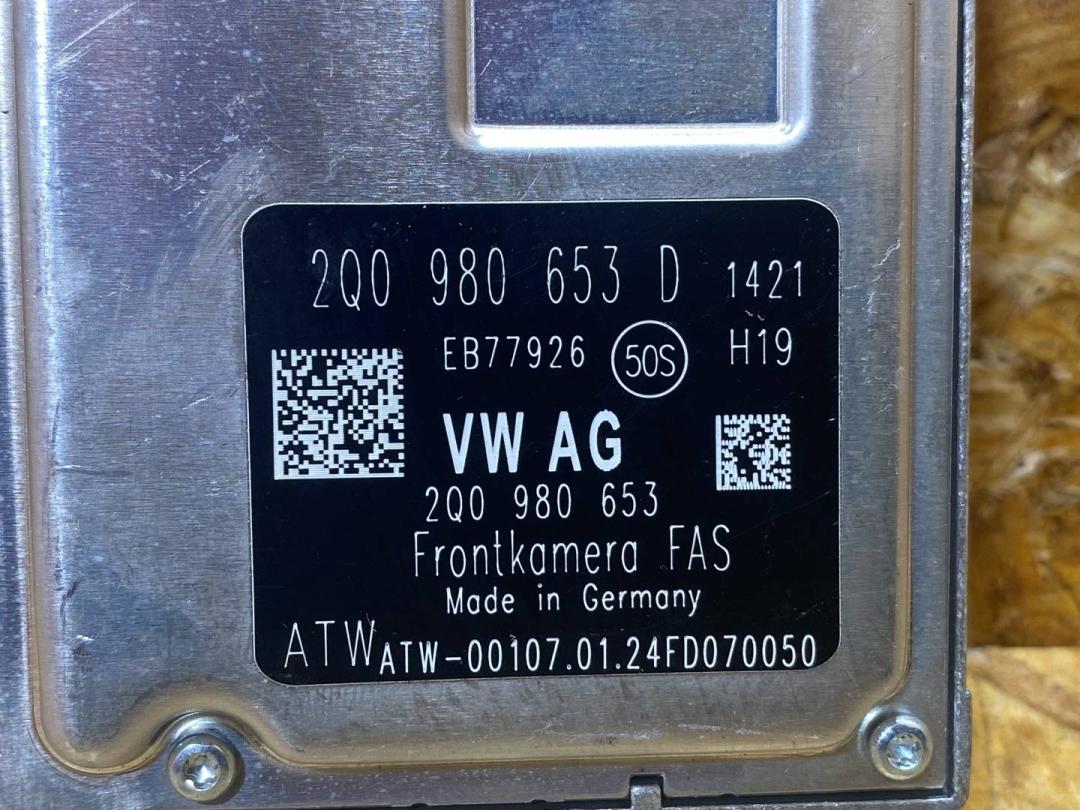 2Q0 980 653 D 1421
EB77926 50S H19
VW AG
2Q0 980 653
Frontkamera FAS
Made in Germany
ATW ATW-00107.01.24FD070050